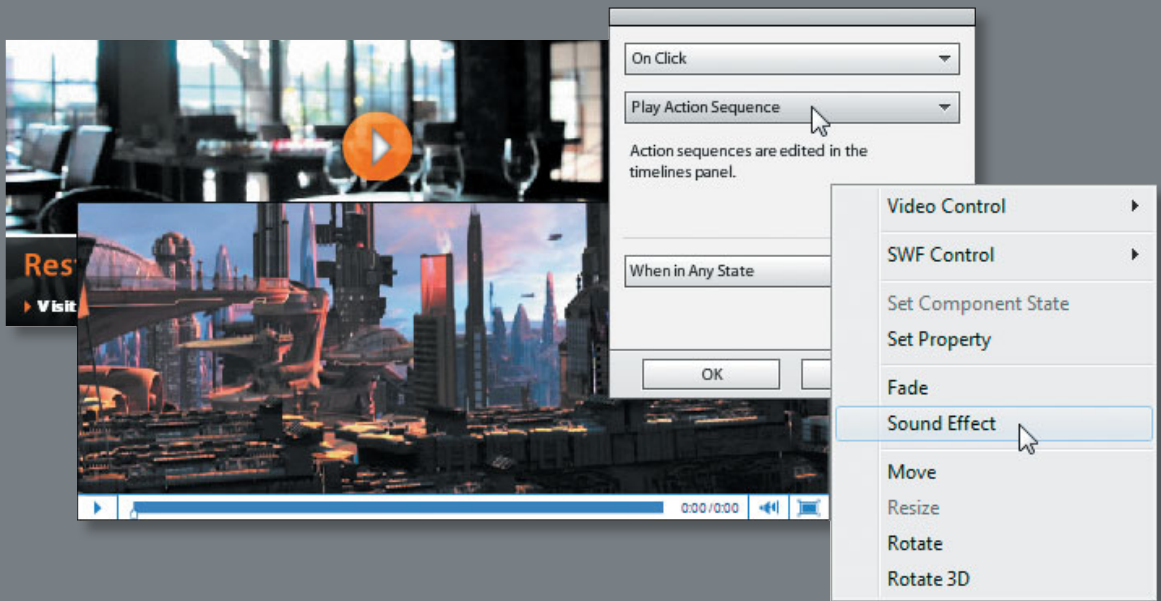 On Click
Play Action Sequence
Action sequences are edited in the
timelines panel.
When in Any State
OK
Res
Visit
0:00/0:00
Video Control
SWF Control
Set Component State
Set Property
Fade
Sound Effect
Move
Resize
Rotate
Rotate 3D